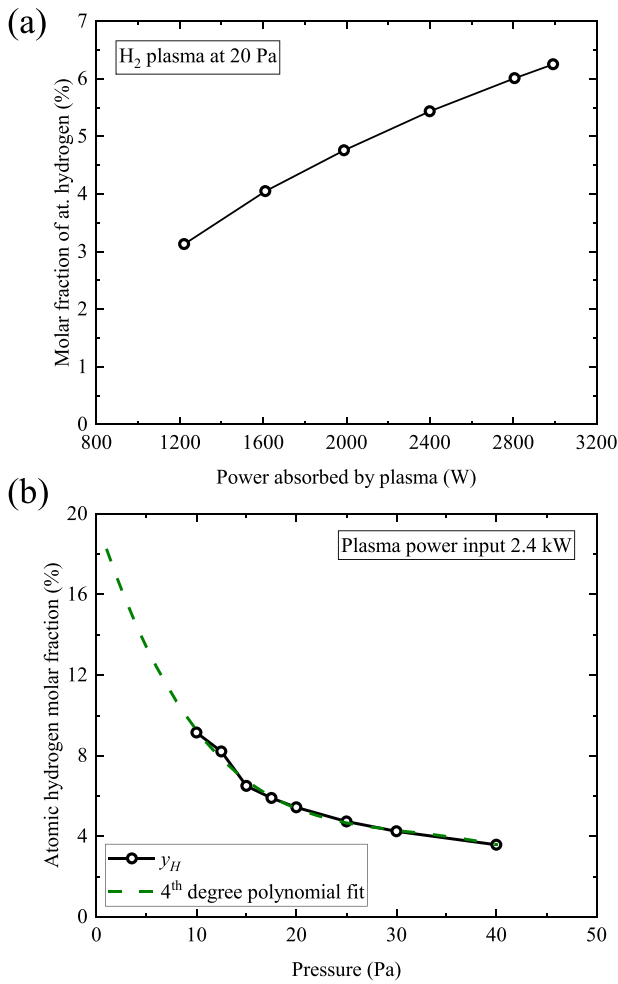 (a)
H₂ plasma at 20 Pa
Molar fraction of at. hydrogen (%)
7
6
5
4
3
2
1
0
800 1200 1600 2000 2400 2800 3200
Power absorbed by plasma (W)
(b)
Plasma power input 2.4 kW
Atomic hydrogen molar fraction (%)
20
16
12
8
4
0
y_H
4th degree polynomial fit
0 10 20 30 40 50
Pressure (Pa)